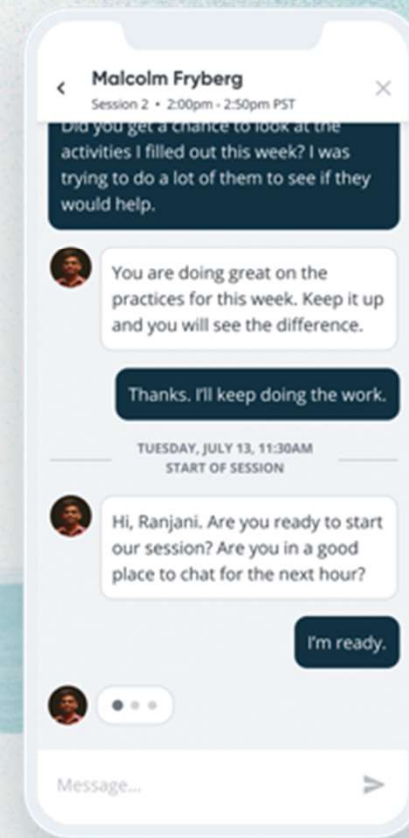 Malcolm Fryberg
Session 2 • 2:00pm - 2:50pm PST
Did you get a chance to look at the
activities I filled out this week? I was
trying to do a lot of them to see if they
would help.
You are doing great on the
practices for this week. Keep it up
and you will see the difference.
Thanks. I'll keep doing the work.
TUESDAY, JULY 13, 11:30AM
START OF SESSION
Hi, Ranjani. Are you ready to start
our session? Are you in a good
place to chat for the next hour?
I'm ready.
Message...